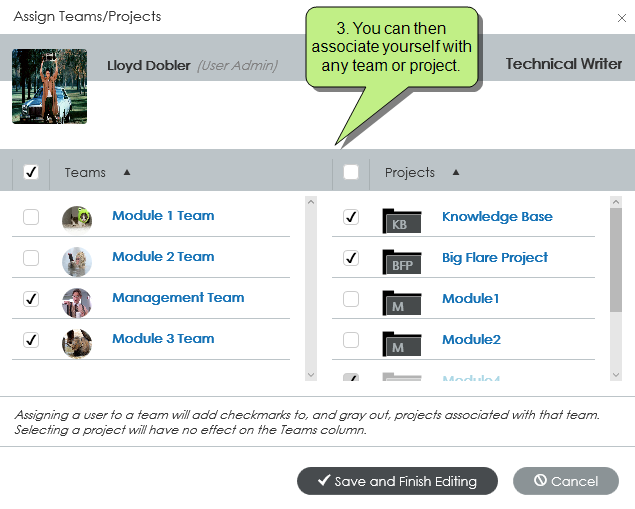 Assign Teams/Projects
3. You can then
associate yourself with
any team or project.
Lloyd Dobler (User Admin)
Technical Writer
Teams
Projects
Module 1 Team
KB Knowledge Base
Module 2 Team
BFP Big Flare Project
Management Team
M Module1
Module 3 Team
M Module2
Module4
Assigning a user to a team will add checkmarks to, and gray out, projects associated with that team.
Selecting a project will have no effect on the Teams column.
Save and Finish Editing
Cancel